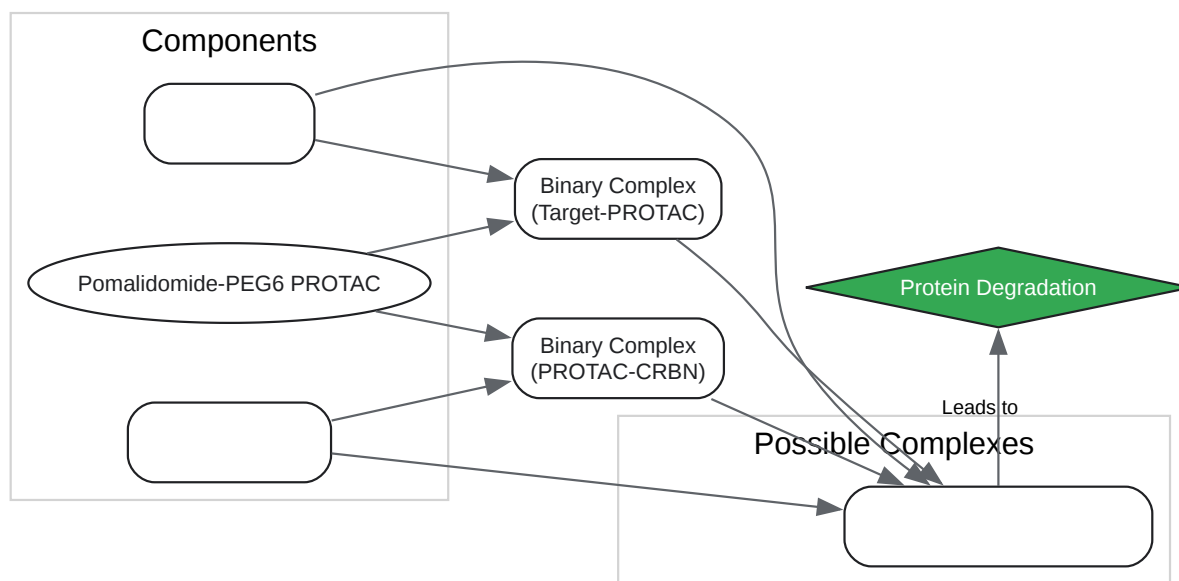 Components
Binary Complex
(Target-PROTAC)
Pomalidomide-PEG6 PROTAC
Protein Degradation
Binary Complex
(PROTAC-CRBN)
Leads to
Possible Complexes